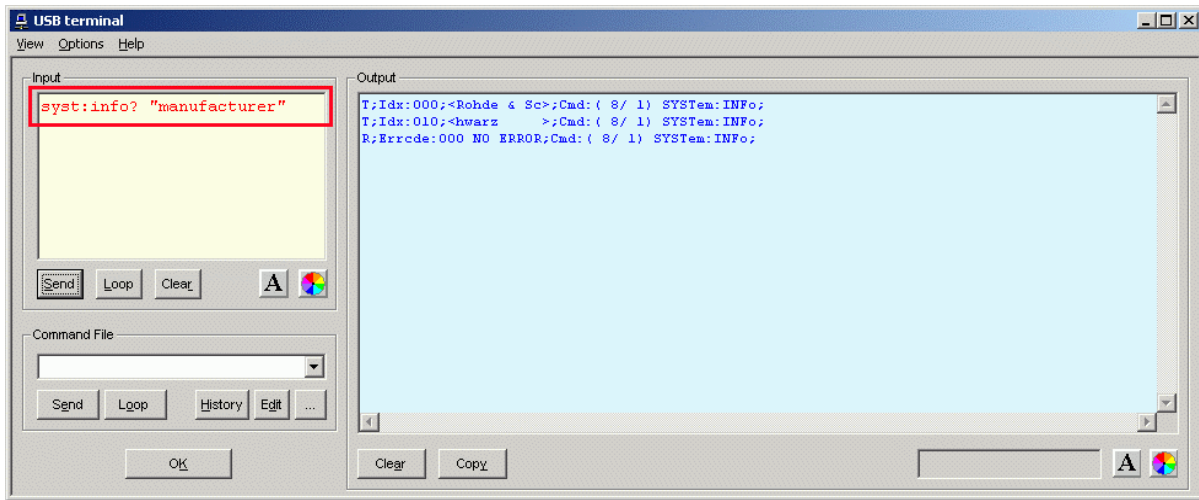 USB terminal
View Options Help
Input
syst:info? "manufacturer"
Send Loop Clear A
Command File
Send Loop History Edit ...
OK
Output
T;Idx:000;<Rohde & Sc>;Cmd:( 8/ 1) SYSTem:INFo;
T;Idx:010;<hwarz     >;Cmd:( 8/ 1) SYSTem:INFo;
R;Errcde:000 NO ERROR;Cmd:( 8/ 1) SYSTem:INFo;
Clear Copy A